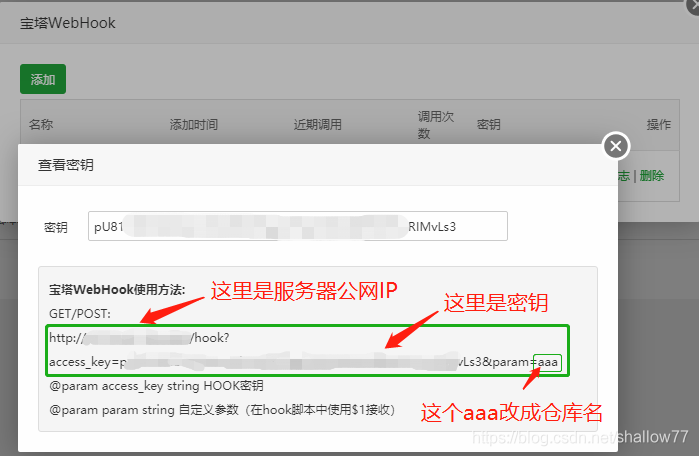 宝塔WebHook
添加
名称 添加时间 近期调用 调用次数 密钥 操作
志 | 删除
查看密钥
密钥 pU81 RIMvLs3
宝塔WebHook使用方法:
这里是服务器公网IP
GET/POST:
这里是密钥
http:// /hook?
access_key=p vLs3&param=aaa
@param access_key string HOOK密钥
@param param string 自定义参数（在hook脚本中使用$1接收）
这个aaa改成仓库名
https://blog.csdn.net/shallow77